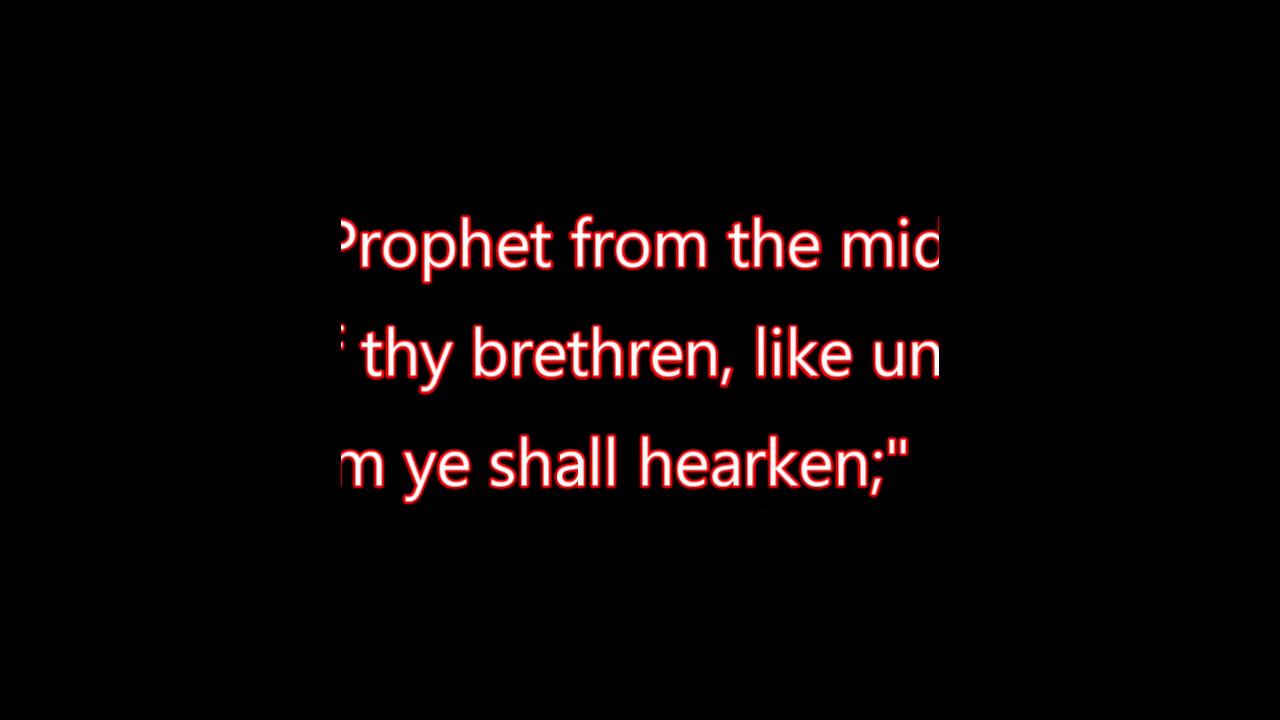 Prophet from the mid
f thy brethren, like un
m ye shall hearken;"